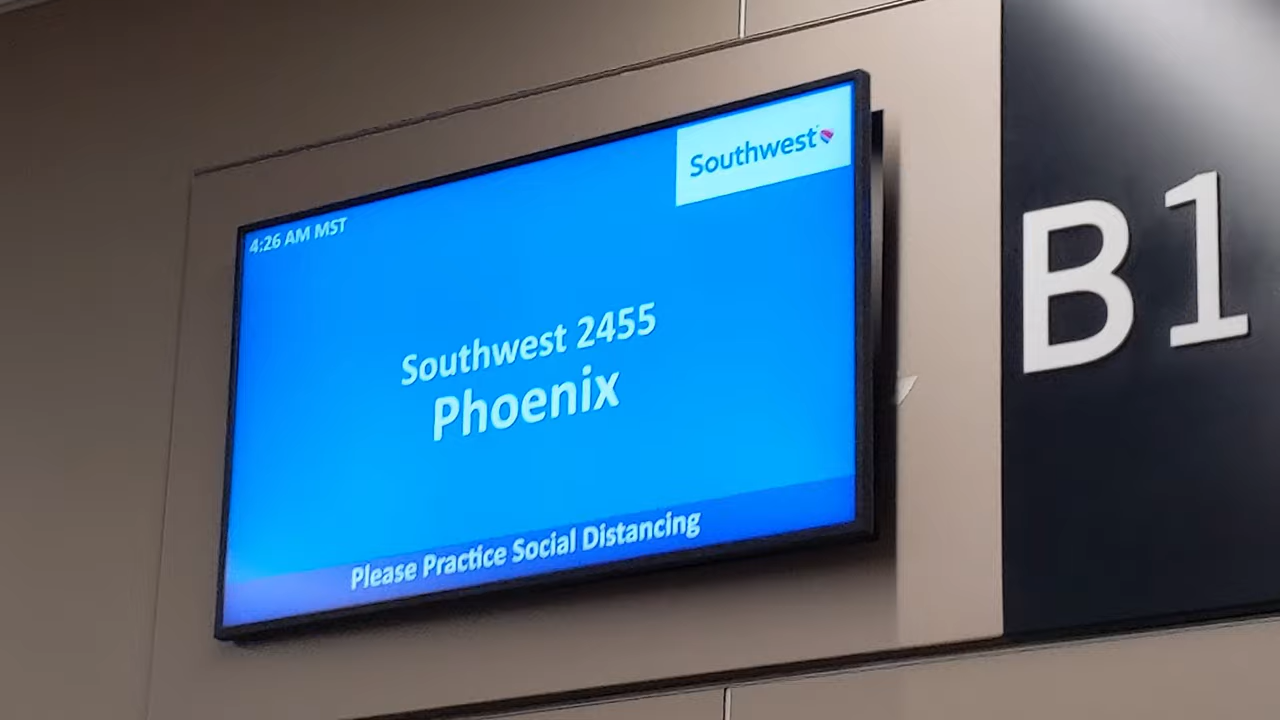 Southwest
4:26 AM MST
Southwest 2455
Phoenix
Please Practice Social Distancing
B1